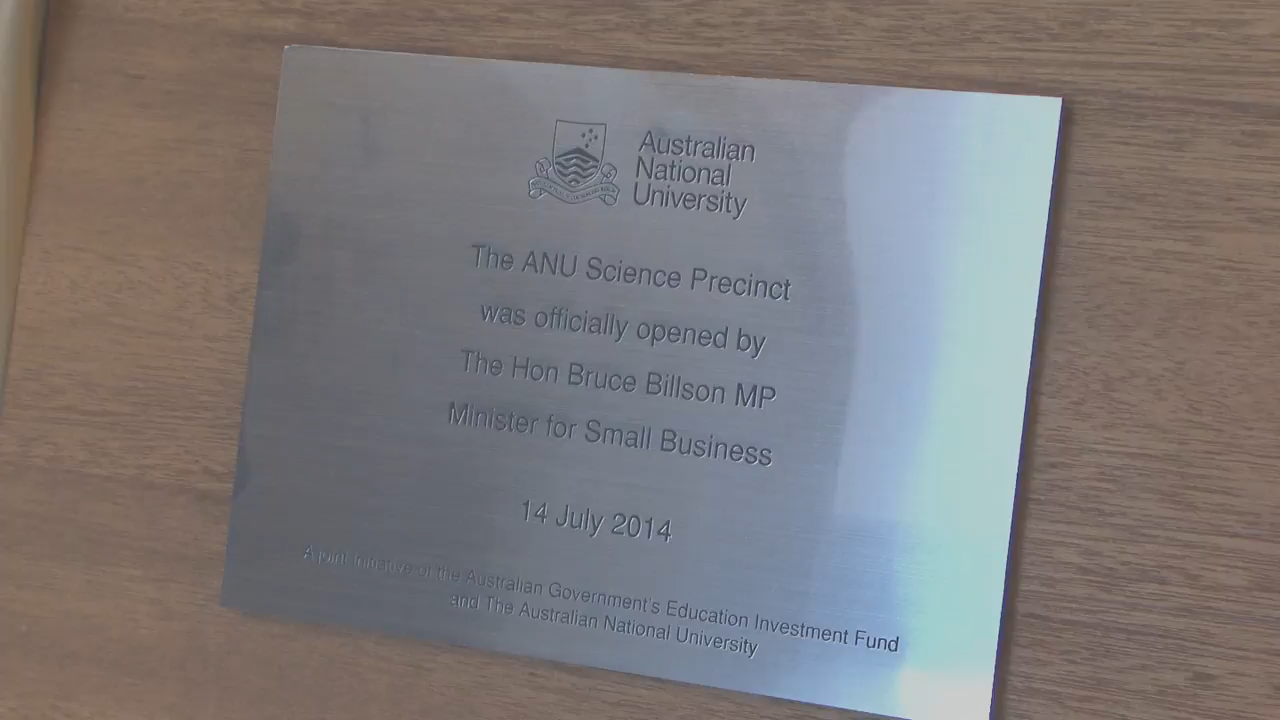 Australian
National
University
The ANU Science Precinct
was officially opened by
The Hon Bruce Billson MP
Minister for Small Business
14 July 2014
A joint initiative of the Australian Government's Education Investment Fund
and The Australian National University